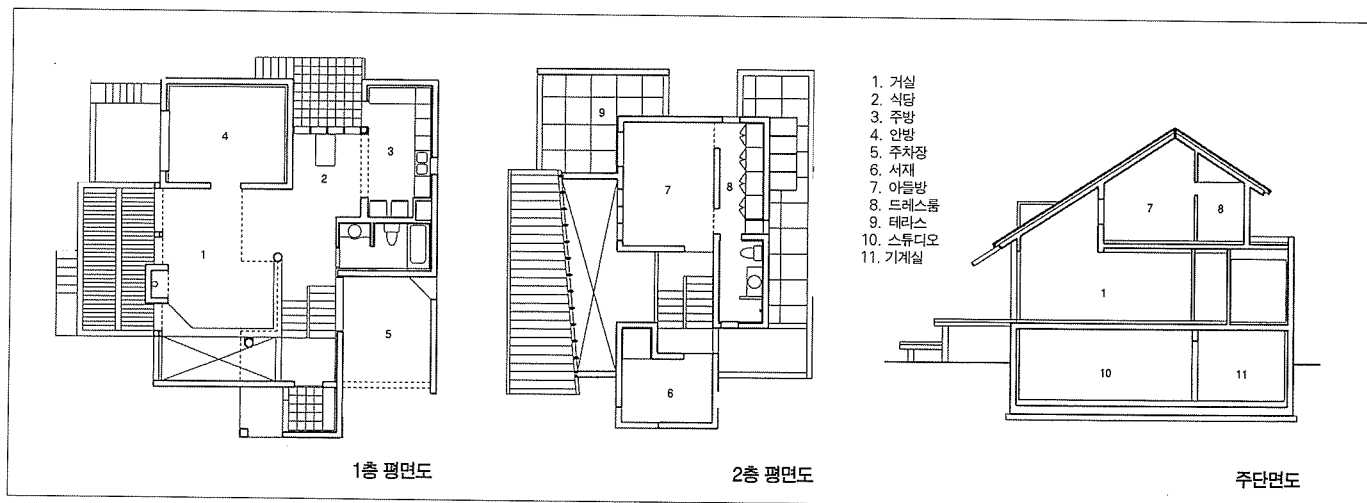 1. 거실
2. 식당
3. 주방
4. 안방
5. 주차장
6. 서재
7. 아들방
8. 드레스룸
9. 테라스
10. 스튜디오
11. 기계실
4
3
2
1
5
1층 평면도
9
7
8
6
2층 평면도
7
8
1
10
11
주단면도